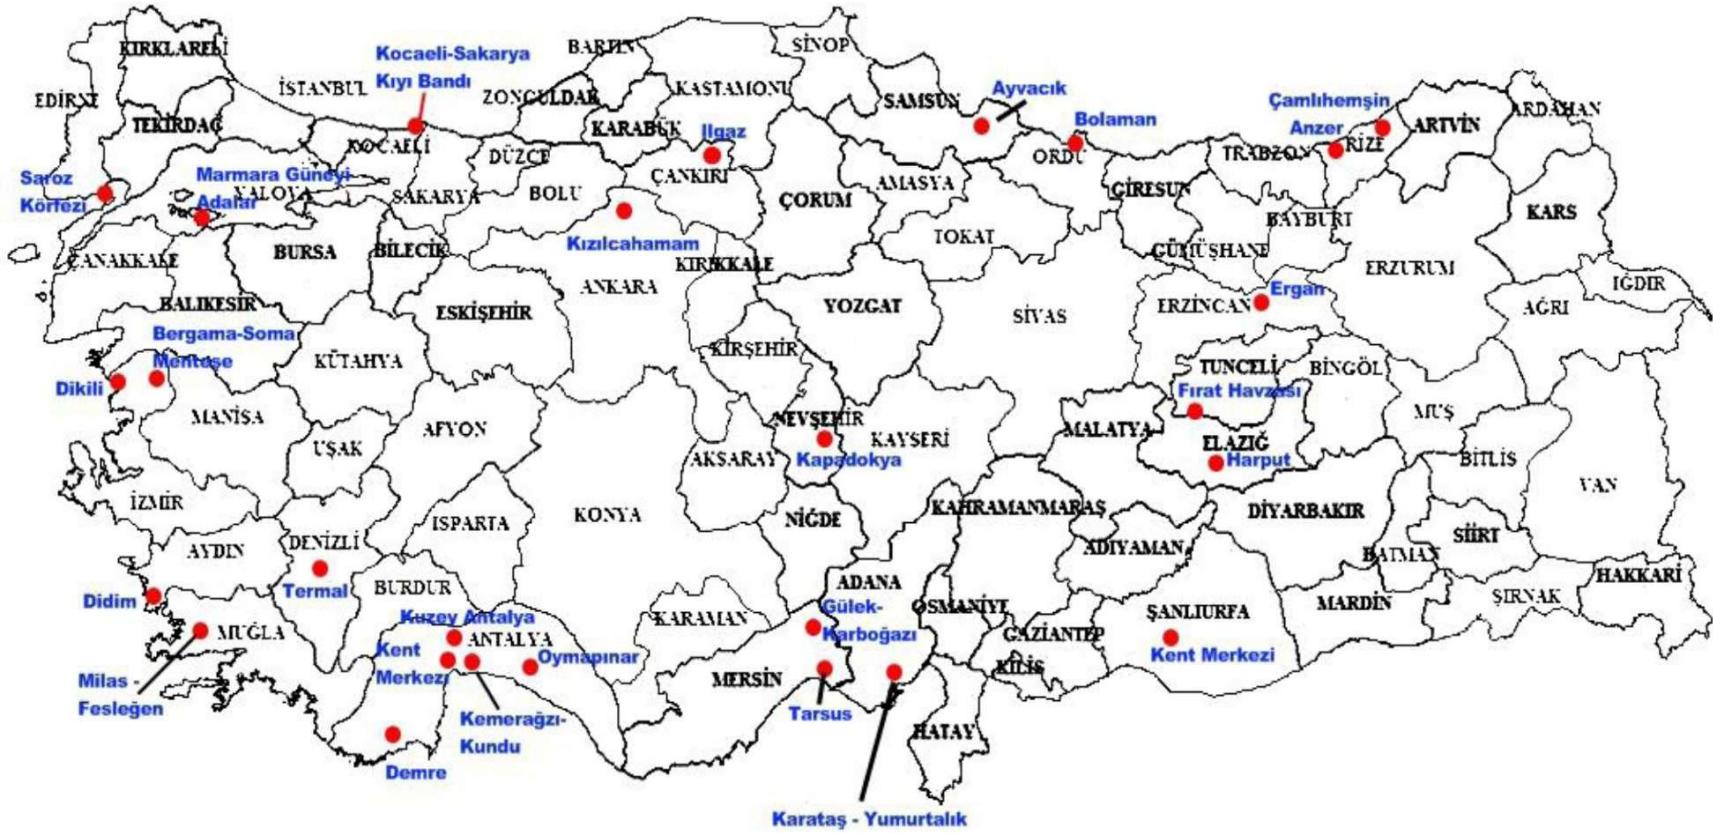 KIRKLARELİ
EDİRNE
TEKİRDAĞ
İSTANBUL
Kocaeli-Sakarya
Kıyı Bandı
KOCAELİ
YALOVA
SAKARYA
DÜZCE
BOLU
ZONGULDAK
BARTIN
KARABÜK
KASTAMONU
SİNOP
Ilgaz
ÇANKIRI
SAMSUN
Ayvacık
Bolaman
ORDU
AMASYA
ÇORUM
TOKAT
GİRESUN
TRABZON
Çamlıhemşin
Anzer
RİZE
ARTVİN
ARDAHAN
KARS
BAYBURT
GÜMÜŞHANE
Saroz
Körfezi
Marmara Güneyi
Adalar
ÇANAKKALE
BURSA
BİLECİK
BALIKESİR
ESKİŞEHİR
Kızılcahamam
ANKARA
KIRIKKALE
YOZGAT
SİVAS
ERZİNCAN
Ergan
ERZURUM
AĞRI
IĞDIR
Bergama-Soma
Menteşe
Dikili
MANİSA
KÜTAHYA
UŞAK
AFYON
KIRŞEHİR
NEVŞEHİR
Kapadokya
KAYSERİ
AKSARAY
MALATYA
TUNCELİ
Fırat Havzası
BİNGÖL
ELAZIĞ
Harput
MUŞ
BİTLİS
VAN
İZMİR
AYDIN
DENİZLİ
Termal
ISPARTA
BURDUR
KONYA
NİĞDE
KAHRAMANMARAŞ
ADIYAMAN
DİYARBAKIR
BATMAN
SİİRT
HAKKARİ
ŞIRNAK
MARDİN
ŞANLIURFA
Kent Merkezi
GAZİANTEP
KİLİS
OSMANİYE
ADANA
Gülek-
Karboğazı
KARAMAN
MERSİN
Tarsus
HATAY
Karataş - Yumurtalık
Didim
MUĞLA
Milas -
Fesleğen
Kuzey Antalya
ANTALYA
Kent
Merkezi
Oymapınar
Kemerağzı-
Kundu
Demre